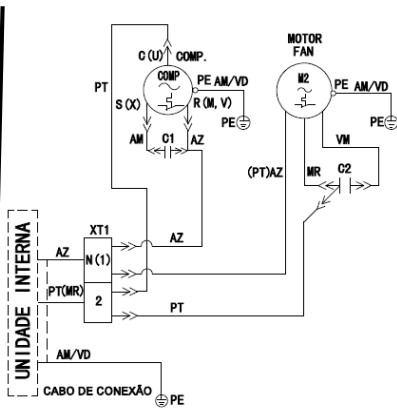 MOTOR
FAN
C(U) COMP.
COMP
PE AM/VD
M2
PE AM/VD
PT
S(X)
R(M, V)
PE
PE
AM
C1
AZ
VM
(PT)AZ
MR
C2
XT1
AZ
AZ
N(1)
PT(MR)
2
PT
UNIDADE INTERNA
AM/VD
CABO DE CONEXÃO
PE